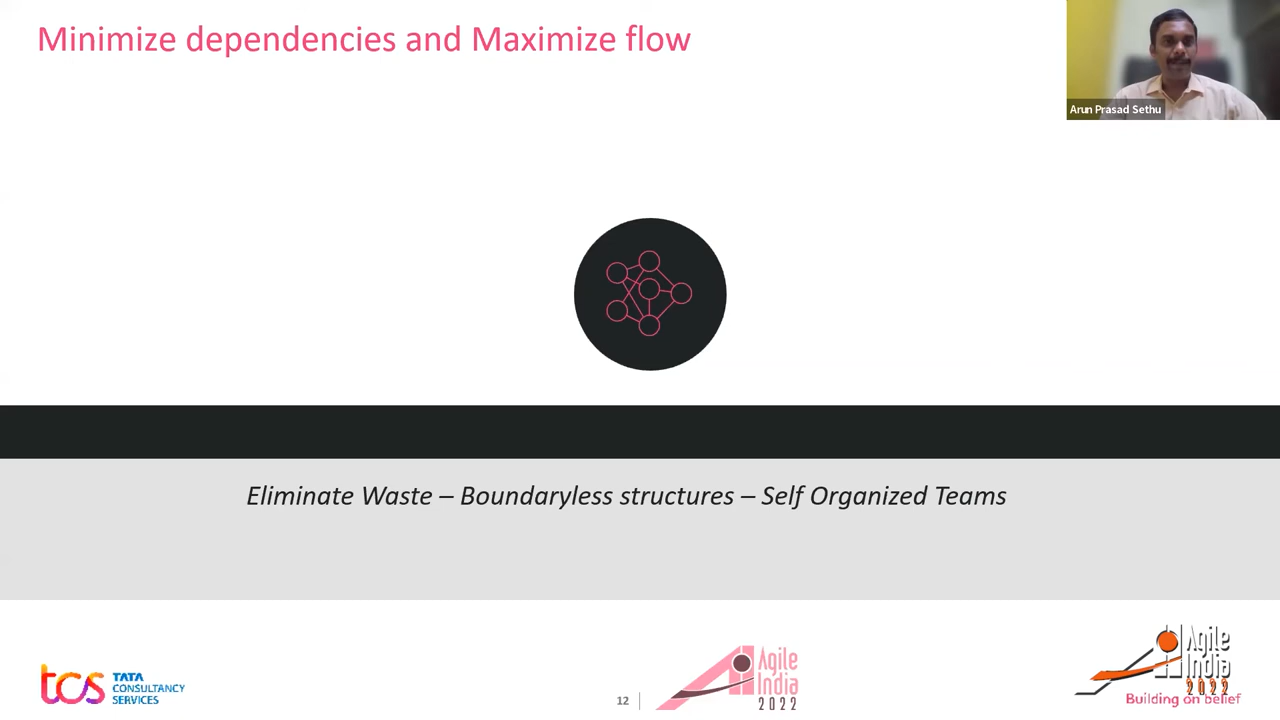 Minimize dependencies and Maximize flow
Arun Prasad Sethu
Eliminate Waste – Boundaryless structures – Self Organized Teams
tcs TATA
CONSULTANCY
SERVICES
12
Agile
India
2022
Agile
India
2022
Building on belief